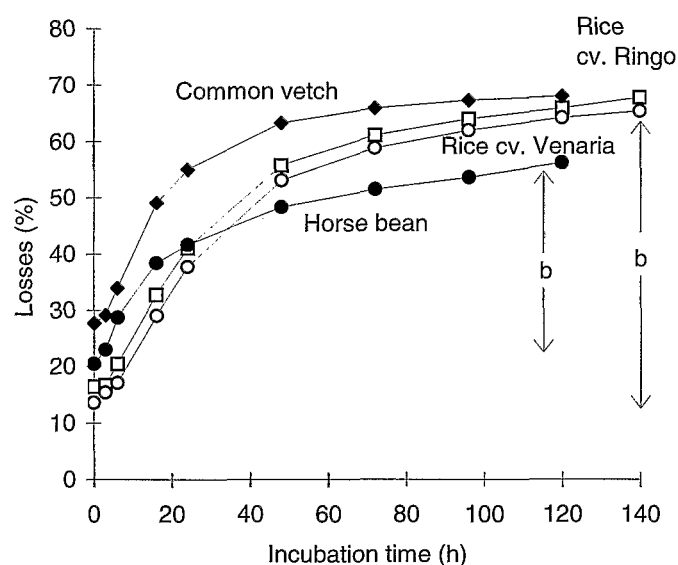 80
Rice
cv. Ringo
70
Common vetch
60
Rice cv. Venaria
50
Horse bean
Losses (%)
40
b
b
30
20
10
0
0 20 40 60 80 100 120 140
Incubation time (h)